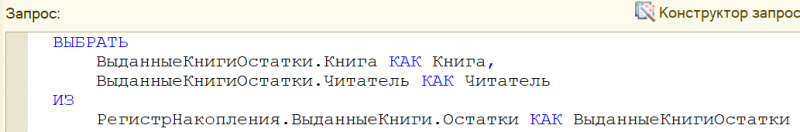 Запрос:
Конструктор запрос
ВЫБРАТЬ
ВыданныеКнигиОстатки.Книга КАК Книга,
ВыданныеКнигиОстатки.Читатель КАК Читатель
ИЗ
РегистрНакопления.ВыданныеКниги.Остатки КАК ВыданныеКнигиОстатки